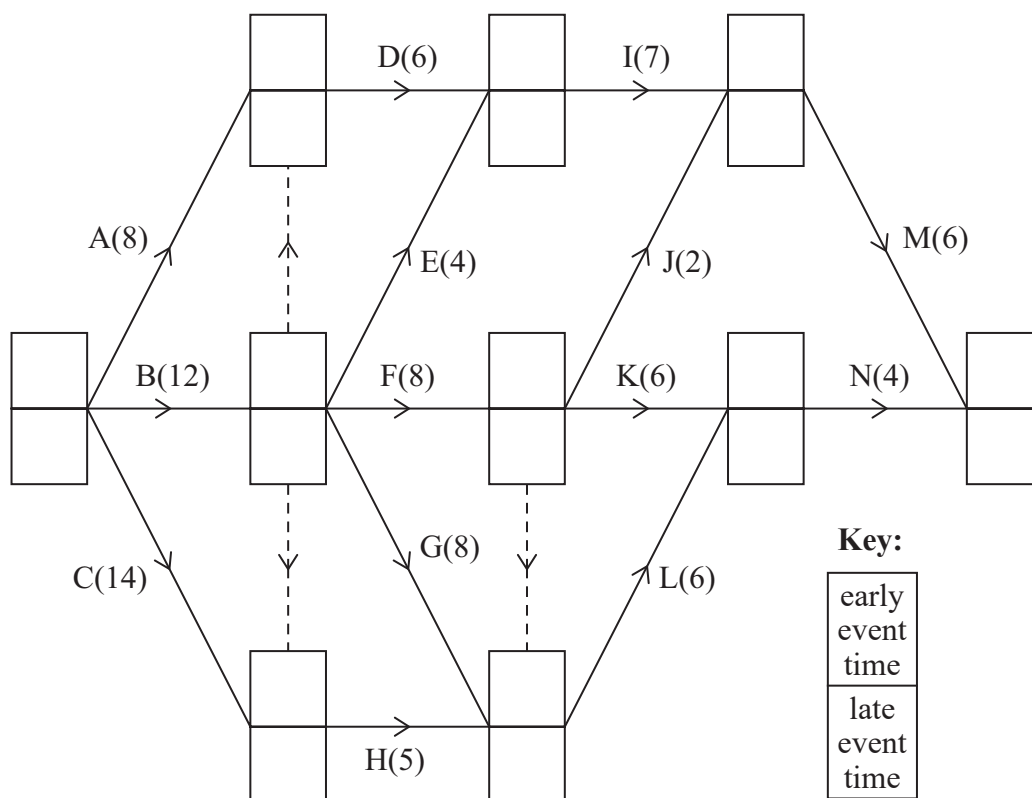 D(6)
I(7)
A(8)
E(4)
J(2)
M(6)
B(12)
F(8)
K(6)
N(4)
C(14)
G(8)
L(6)
H(5)
Key:
early
event
time
late
event
time